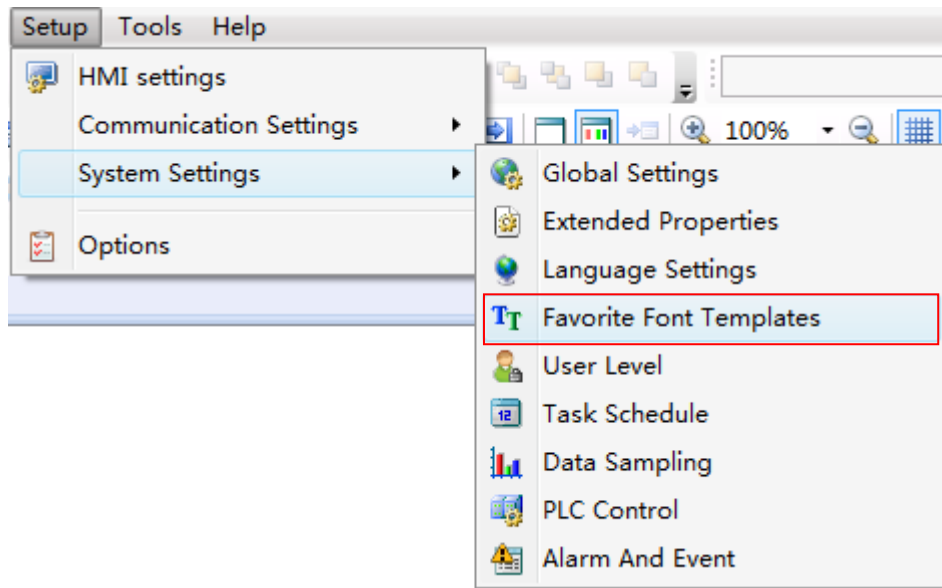 Setup Tools Help
HMI settings
Communication Settings
100%
System Settings
Global Settings
Extended Properties
Options
Language Settings
Favorite Font Templates
User Level
Task Schedule
Data Sampling
PLC Control
Alarm And Event